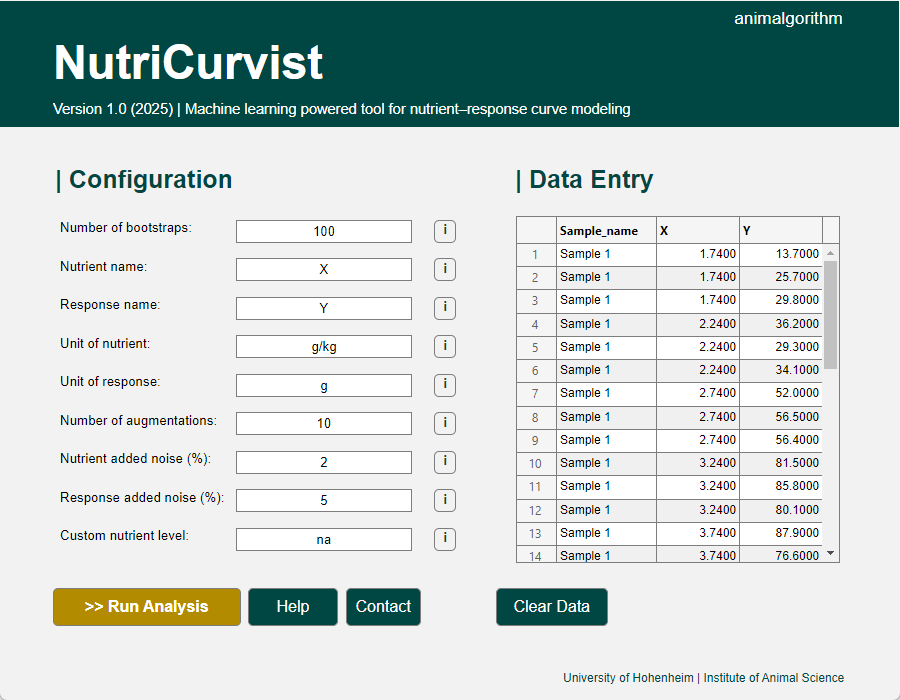 animalgorithm
NutriCurvist
Version 1.0 (2025) | Machine learning powered tool for nutrient–response curve modeling
| Configuration
Number of bootstraps: 100 i
Nutrient name: X i
Response name: Y i
Unit of nutrient: g/kg i
Unit of response: g i
Number of augmentations: 10 i
Nutrient added noise (%): 2 i
Response added noise (%): 5 i
Custom nutrient level: na i
| Data Entry
Sample_name X Y
1 Sample 1 1.7400 13.7000
2 Sample 1 1.7400 25.7000
3 Sample 1 1.7400 29.8000
4 Sample 1 2.2400 36.2000
5 Sample 1 2.2400 29.3000
6 Sample 1 2.2400 34.1000
7 Sample 1 2.7400 52.0000
8 Sample 1 2.7400 56.5000
9 Sample 1 2.7400 56.4000
10 Sample 1 3.2400 81.5000
11 Sample 1 3.2400 85.8000
12 Sample 1 3.2400 80.1000
13 Sample 1 3.7400 87.9000
14 Sample 1 3.7400 76.6000
>> Run Analysis Help Contact Clear Data
University of Hohenheim | Institute of Animal Science